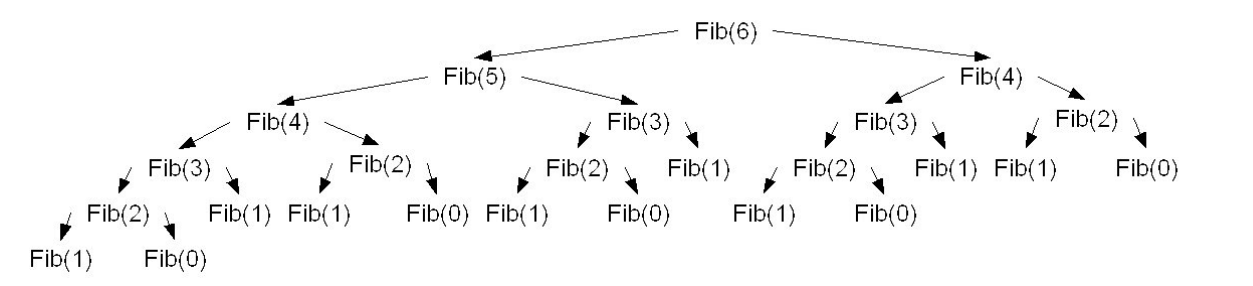 Fib(6)
Fib(5) Fib(4)
Fib(4) Fib(3) Fib(3) Fib(2)
Fib(3) Fib(2) Fib(2) Fib(1) Fib(2) Fib(1) Fib(1) Fib(0)
Fib(2) Fib(1) Fib(1) Fib(0) Fib(1) Fib(0) Fib(1) Fib(0)
Fib(1) Fib(0)